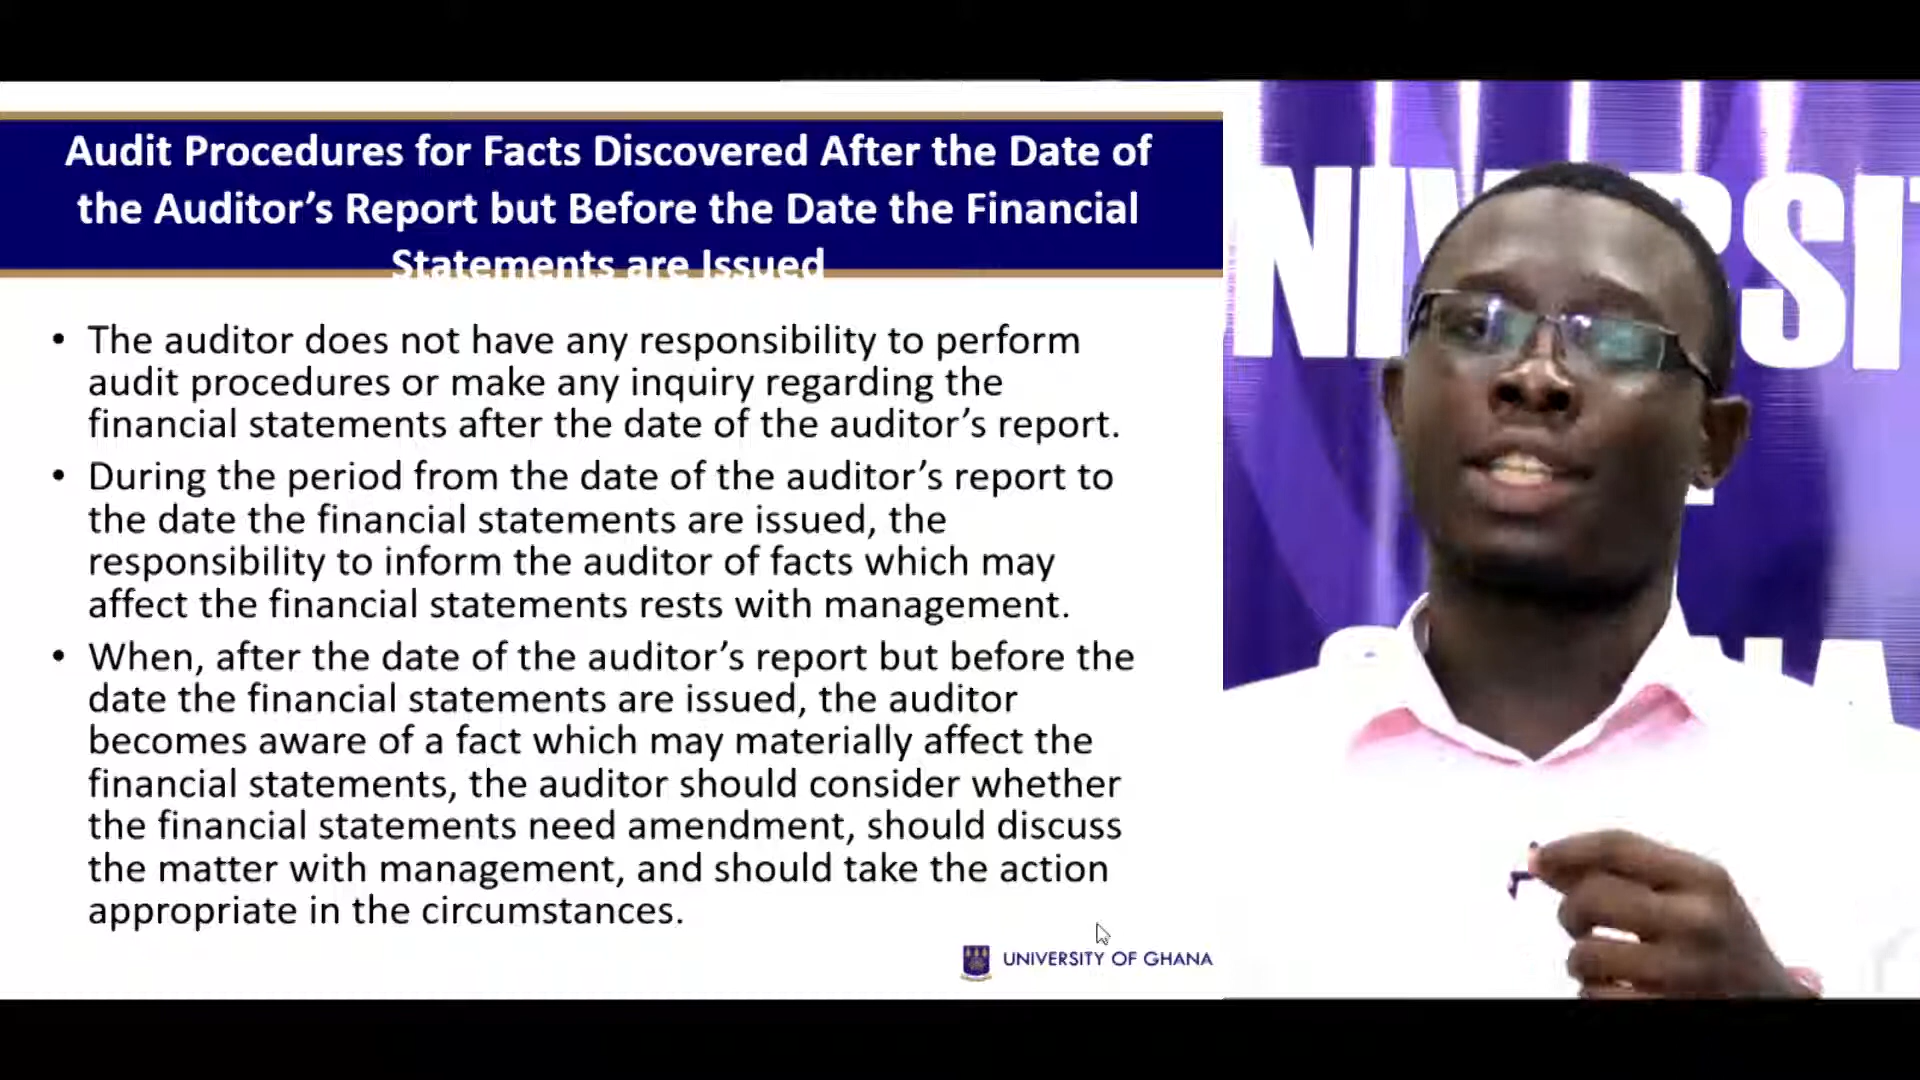 Audit Procedures for Facts Discovered After the Date of
the Auditor’s Report but Before the Date the Financial
Statements are Issued
• The auditor does not have any responsibility to perform
audit procedures or make any inquiry regarding the
financial statements after the date of the auditor’s report.
• During the period from the date of the auditor’s report to
the date the financial statements are issued, the
responsibility to inform the auditor of facts which may
affect the financial statements rests with management.
• When, after the date of the auditor’s report but before the
date the financial statements are issued, the auditor
becomes aware of a fact which may materially affect the
financial statements, the auditor should consider whether
the financial statements need amendment, should discuss
the matter with management, and should take the action
appropriate in the circumstances.
UNIVERSITY OF GHANA